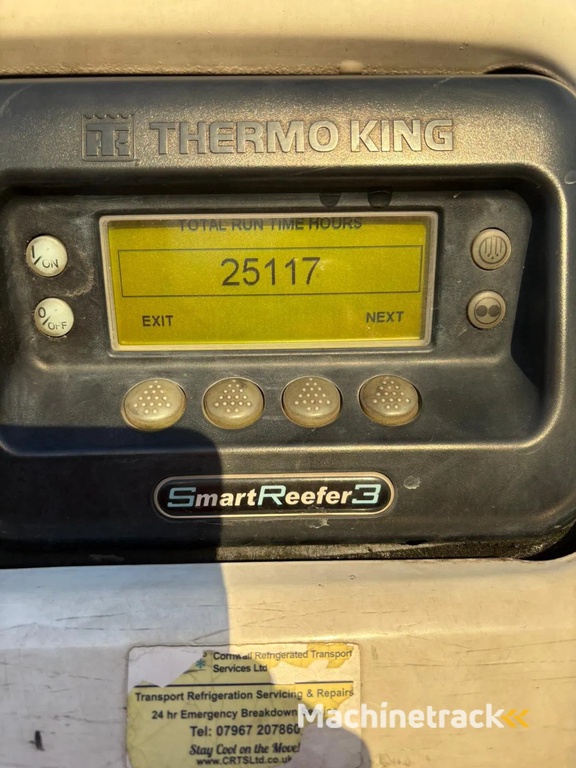 THERMO KING
TOTAL RUN TIME HOURS
25117
EXIT NEXT
I/ON
O/OFF
SmartReefer3
Cornwall Refrigerated Transport
Services Ltd
Transport Refrigeration Servicing & Repairs
24 hr Emergency Breakdown
Tel: 07967 207860
Stay Cool on the Move!
www.CRTSLtd.co.uk
Machinetrack